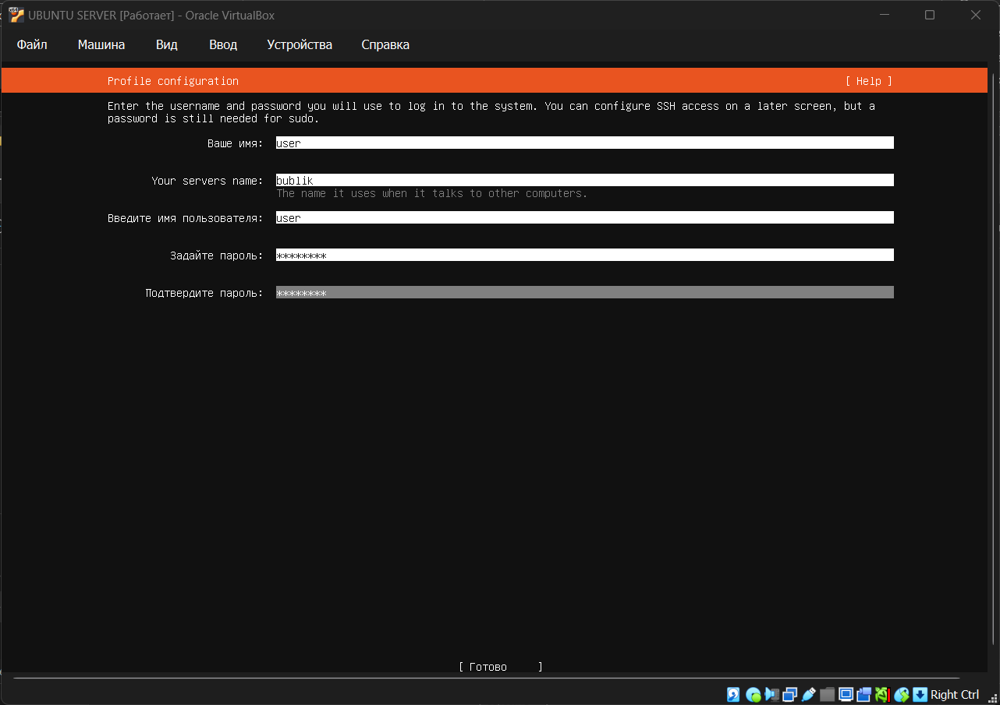 UBUNTU SERVER [Работает] - Oracle VirtualBox
Файл Машина Вид Ввод Устройства Справка
Profile configuration [ Help ]
Enter the username and password you will use to log in to the system. You can configure SSH access on a later screen, but a
password is still needed for sudo.
Ваше имя: user
Your servers name: bublik
The name it uses when it talks to other computers.
Введите имя пользователя: user
Задайте пароль: ********
Подтвердите пароль: ********
[ Готово ]
Right Ctrl